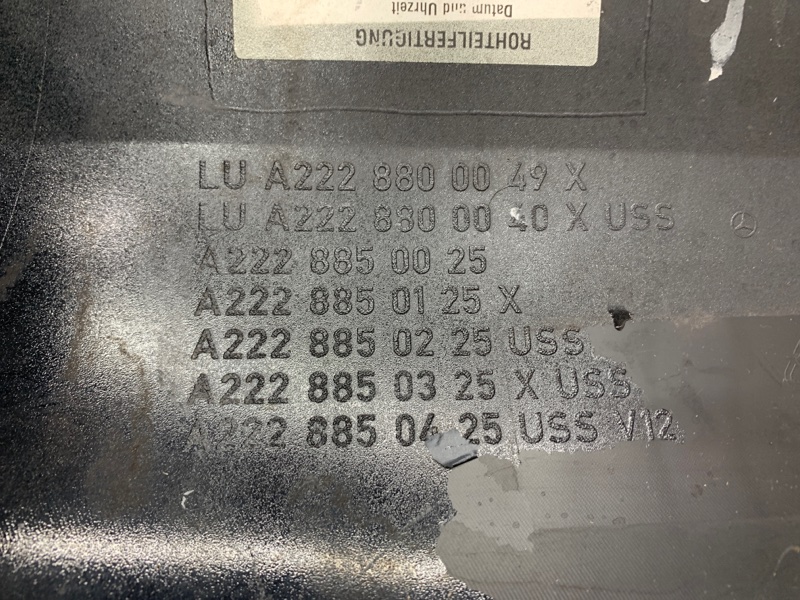 Datum und Uhrzeit
ROHTEILFERTIGUNG
LU A222 880 00 49 X
LU A222 880 00 40 X USS
A222 885 00 25
A222 885 01 25 X
A222 885 02 25 USS
A222 885 03 25 X USS
A222 885 04 25 USS V12